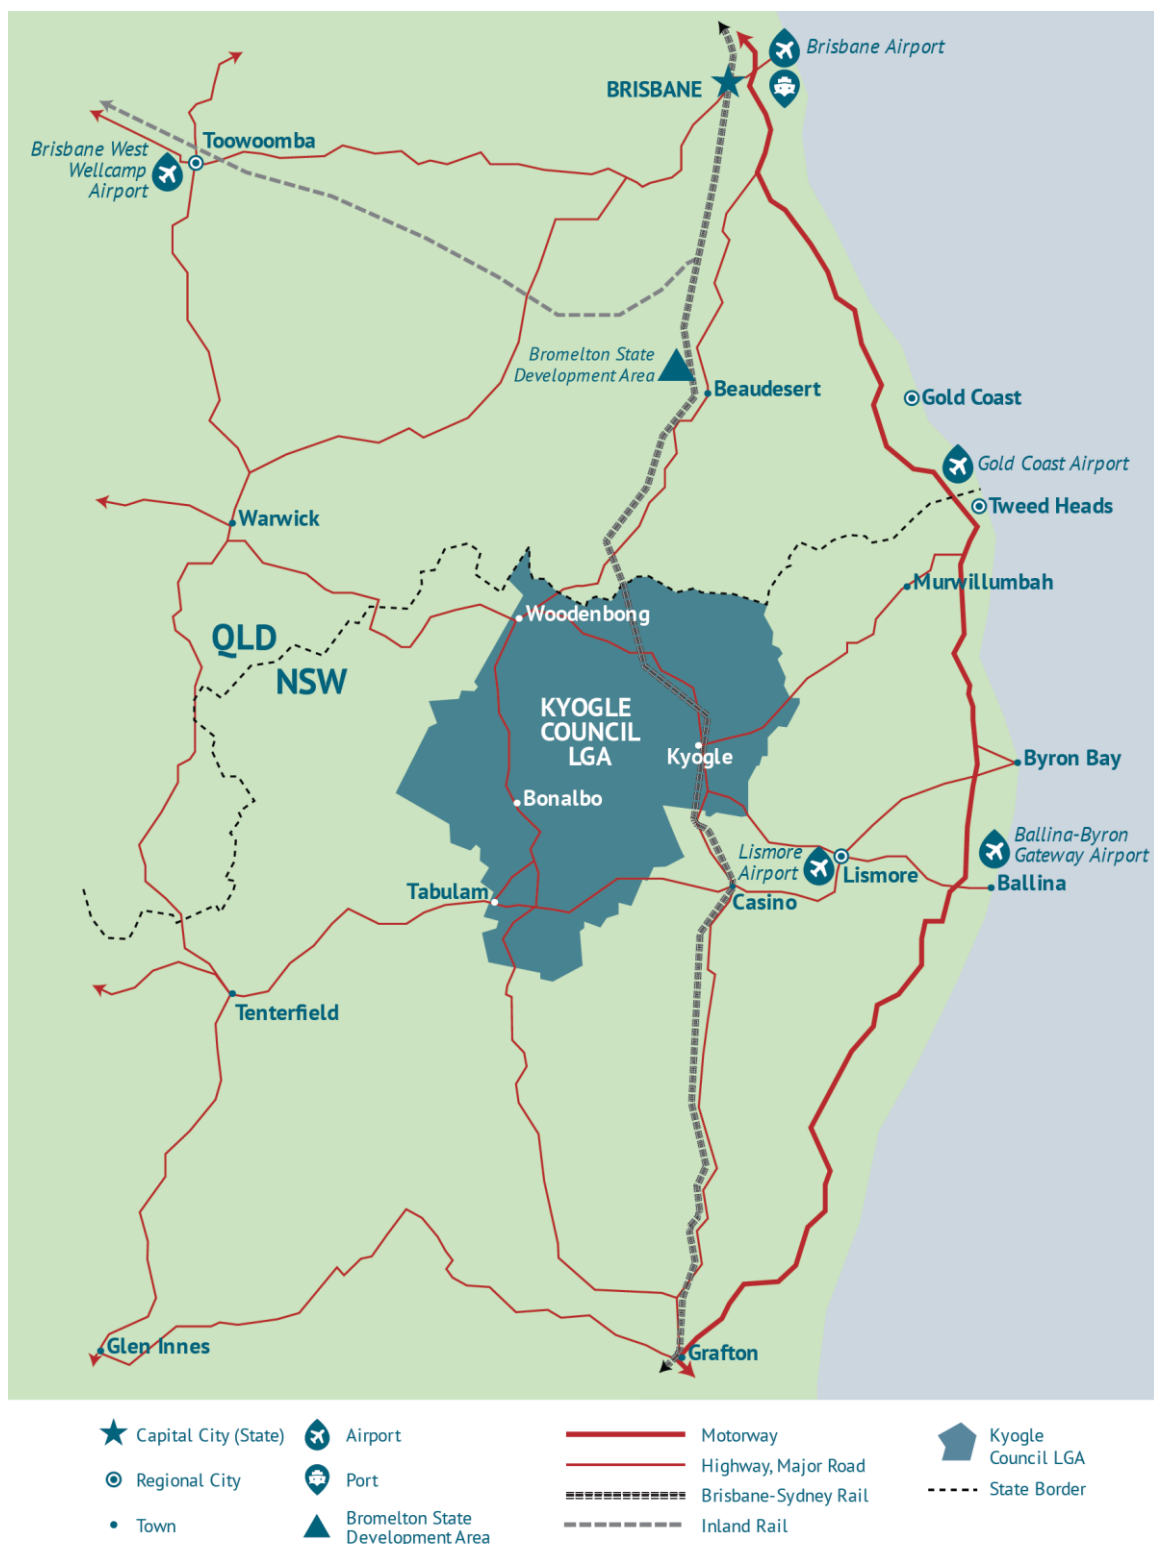 Brisbane Airport
BRISBANE
Toowoomba
Brisbane West
Wellcamp
Airport
Bromelton State
Development Area
Beaudesert
Gold Coast
Gold Coast Airport
Tweed Heads
Warwick
Murwillumbah
Woodenbong
QLD
NSW
KYOGLE
COUNCIL
LGA
Kyogle
Byron Bay
Bonalbo
Ballina-Byron
Gateway Airport
Lismore
Airport
Lismore
Ballina
Tabulam
Casino
Tenterfield
Glen Innes
Grafton
Capital City (State)
Regional City
Town
Airport
Port
Bromelton State
Development Area
Motorway
Highway, Major Road
Brisbane-Sydney Rail
Inland Rail
Kyogle
Council LGA
State Border